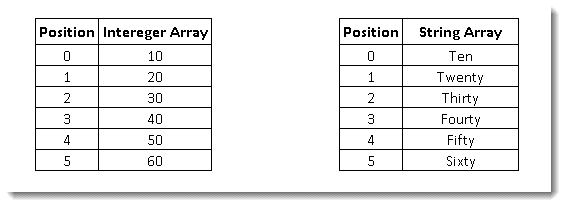 Position Intereger Array Position String Array
0 10 0 Ten
1 20 1 Twenty
2 30 2 Thirty
3 40 3 Fourty
4 50 4 Fifty
5 60 5 Sixty